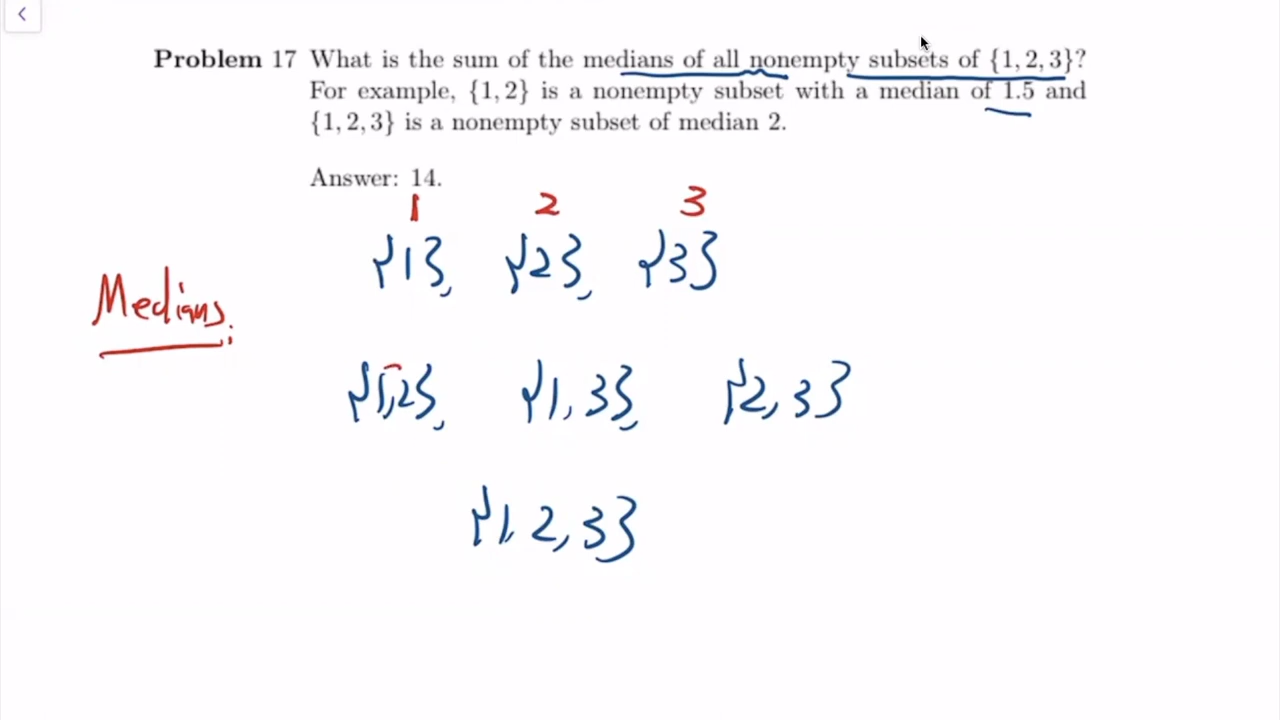 Problem 17 What is the sum of the medians of all nonempty subsets of {1, 2, 3}?
For example, {1, 2} is a nonempty subset with a median of 1.5 and
{1, 2, 3} is a nonempty subset of median 2.
Answer: 14.
1 2 3
{1}, {2}, {3}
Medians:
{1,2}, {1, 3}, {2, 3}
{1, 2, 3}